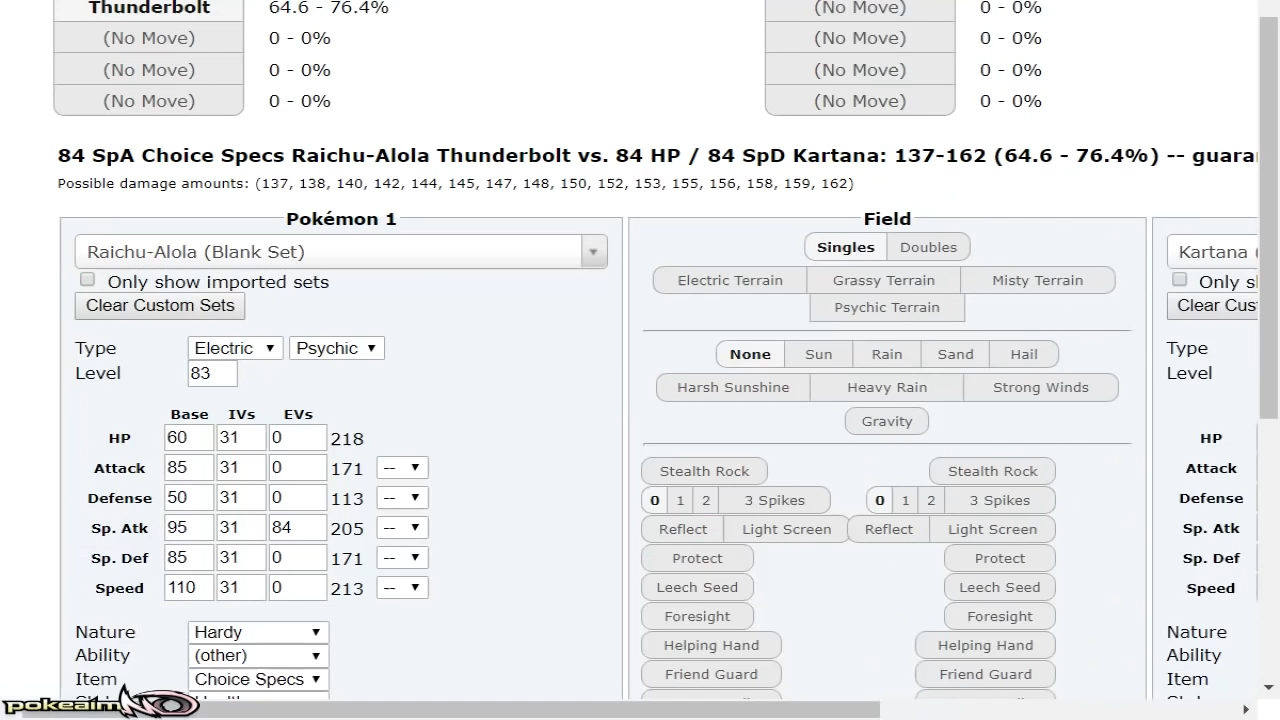 Thunderbolt 64.6 - 76.4% (No Move) 0 - 0%
(No Move) 0 - 0% (No Move) 0 - 0%
(No Move) 0 - 0% (No Move) 0 - 0%
(No Move) 0 - 0% (No Move) 0 - 0%
84 SpA Choice Specs Raichu-Alola Thunderbolt vs. 84 HP / 84 SpD Kartana: 137-162 (64.6 - 76.4%) -- guara
Possible damage amounts: (137, 138, 140, 142, 144, 145, 147, 148, 150, 152, 153, 155, 156, 158, 159, 162)
Pokémon 1
Raichu-Alola (Blank Set)
Only show imported sets
Clear Custom Sets
Type Electric Psychic
Level 83
Base IVs EVs
HP 60 31 0 218
Attack 85 31 0 171 --
Defense 50 31 0 113 --
Sp. Atk 95 31 84 205 --
Sp. Def 85 31 0 171 --
Speed 110 31 0 213 --
Nature Hardy
Ability (other)
Item Choice Specs
Field
Singles Doubles
Electric Terrain Grassy Terrain Misty Terrain
Psychic Terrain
None Sun Rain Sand Hail
Harsh Sunshine Heavy Rain Strong Winds
Gravity
Stealth Rock Stealth Rock
0 1 2 3 Spikes 0 1 2 3 Spikes
Reflect Light Screen Reflect Light Screen
Protect Protect
Leech Seed Leech Seed
Foresight Foresight
Helping Hand Helping Hand
Friend Guard Friend Guard
Kartana (
Only sh
Clear Cus
Type
Level
HP
Attack
Defense
Sp. Atk
Sp. Def
Speed
Nature
Ability
Item
pokeaimMD